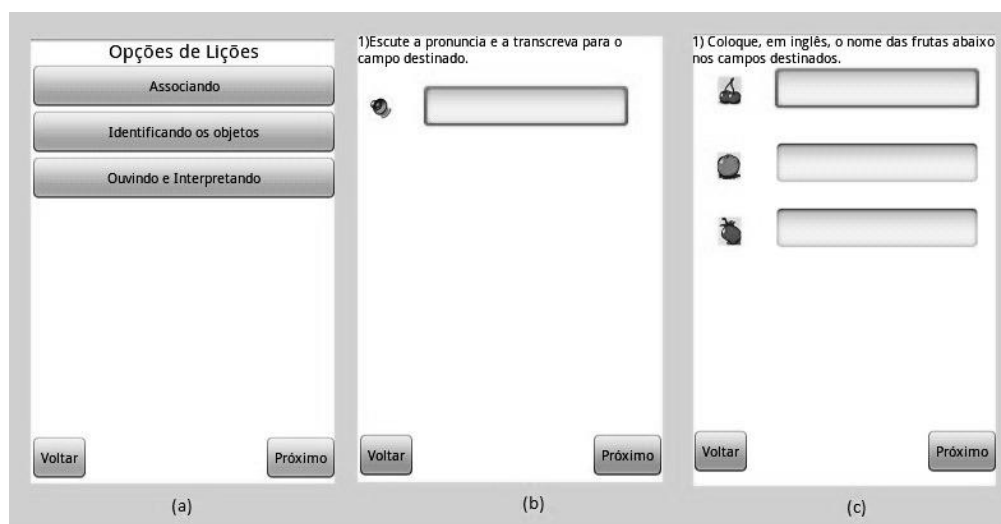 Opções de Lições
Associando
Identificando os objetos
Ouvindo e Interpretando
Voltar
Próximo
(a)
1)Escute a pronuncia e a transcreva para o
campo destinado.
Voltar
Próximo
(b)
1) Coloque, em inglês, o nome das frutas abaixo
nos campos destinados.
Voltar
Próximo
(c)